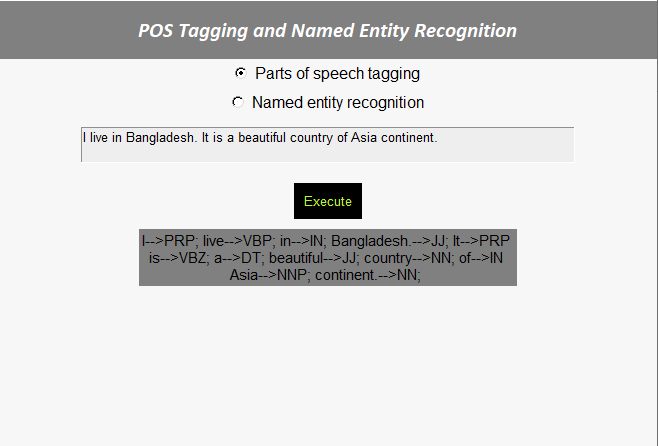 POS Tagging and Named Entity Recognition
Parts of speech tagging
Named entity recognition
I live in Bangladesh. It is a beautiful country of Asia continent.
Execute
I-->PRP; live-->VBP; in-->IN; Bangladesh.-->JJ; It-->PRP
is-->VBZ; a-->DT; beautiful-->JJ; country-->NN; of-->IN
Asia-->NNP; continent.-->NN;